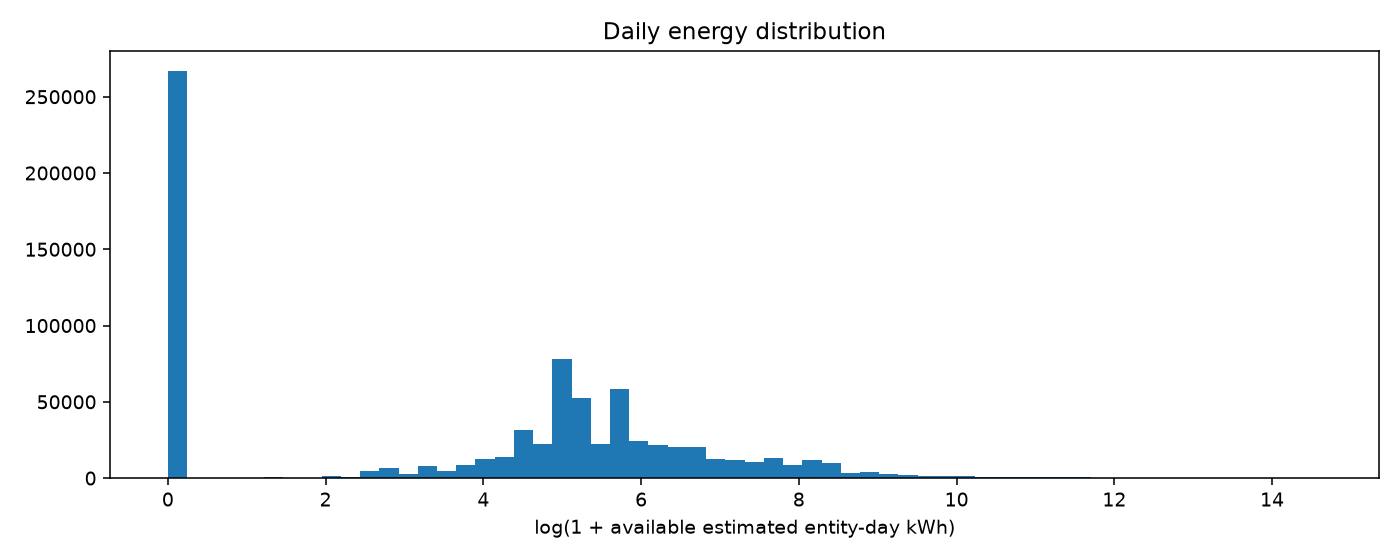 Daily energy distribution
250000
200000
150000
100000
50000
0
0 2 4 6 8 10 12 14
log(1 + available estimated entity-day kWh)